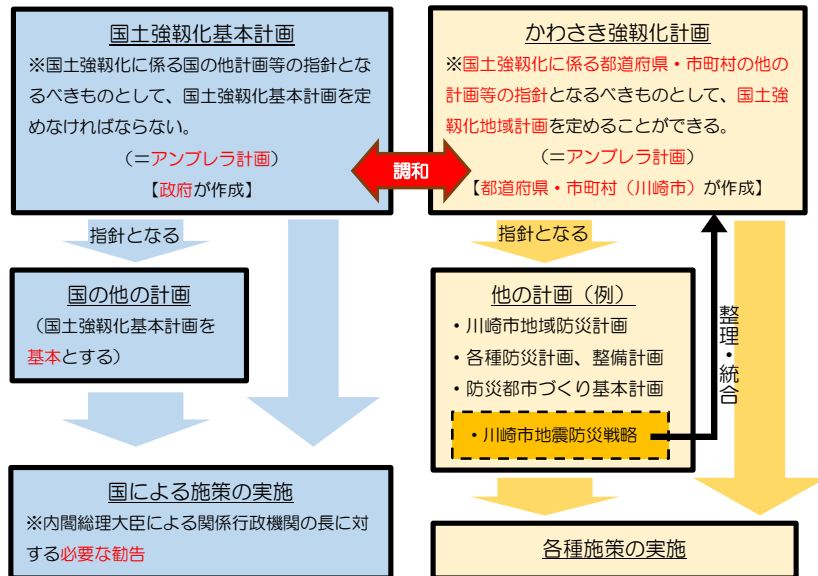 国土強靱化基本計画
※国土強靱化に係る国の他計画等の指針とな
るべきものとして、国土強靱化基本計画を定
めなければならない。
（＝アンブレラ計画）
【政府が作成】
調和
かわさき強靱化計画
※国土強靱化に係る都道府県・市町村の他の
計画等の指針となるべきものとして、国土強
靱化地域計画を定めることができる。
（＝アンブレラ計画）
【都道府県・市町村（川崎市）が作成】
指針となる
国の他の計画
（国土強靱化基本計画を
基本とする）
国による施策の実施
※内閣総理大臣による関係行政機関の長に対
する必要な勧告
指針となる
他の計画（例）
・川崎市地域防災計画
・各種防災計画、整備計画
・防災都市づくり基本計画
・川崎市地震防災戦略
整理・統合
各種施策の実施